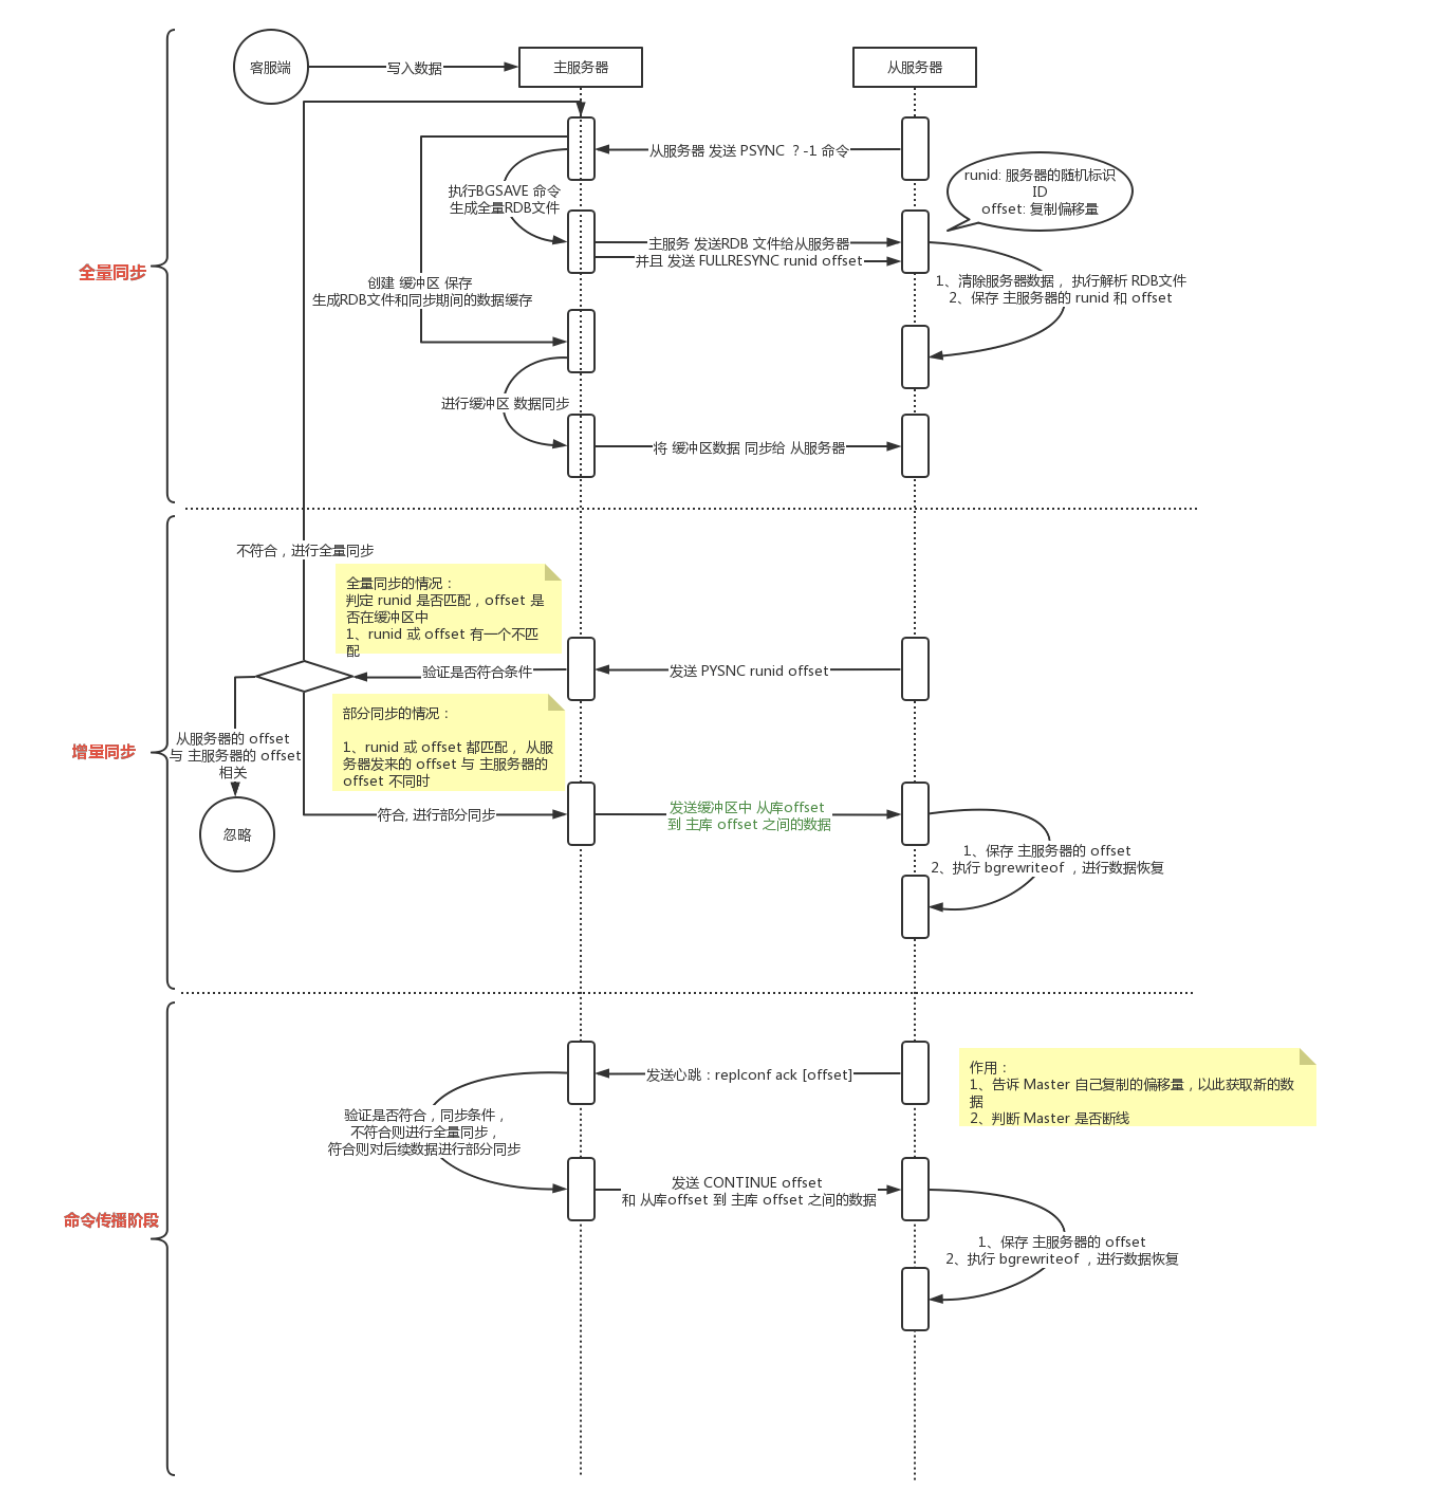 客服端
写入数据
主服务器
从服务器
从服务器 发送 PSYNC ？-1 命令
runid: 服务器的随机标识
ID
offset: 复制偏移量
执行BGSAVE 命令
生成全量RDB文件
主服务 发送RDB 文件给从服务器
并且 发送 FULLRESYNC runid offset
全量同步
创建 缓冲区 保存
生成RDB文件和同步期间的数据缓存
1、清除服务器数据， 执行解析 RDB文件
2、保存 主服务器的 runid 和 offset
进行缓冲区 数据同步
将 缓冲区数据 同步给 从服务器
不符合，进行全量同步
全量同步的情况：
判定 runid 是否匹配，offset 是
否在缓冲区中
1、runid 或 offset 有一个不匹
配
验证是否符合条件
发送 PYSNC runid offset
部分同步的情况：
1、runid 或 offset 都匹配， 从服
务器发来的 offset 与 主服务器的
offset 不同时
增量同步
从服务器的 offset
与 主服务器的 offset
相关
忽略
符合, 进行部分同步
发送缓冲区中 从库offset
到 主库 offset 之间的数据
1、保存 主服务器的 offset
2、执行 bgrewriteof ，进行数据恢复
发送心跳：replconf ack [offset]
作用：
1、告诉 Master 自己复制的偏移量，以此获取新的数
据
2、判断 Master 是否断线
验证是否符合，同步条件，
不符合则进行全量同步，
符合则对后续数据进行部分同步
发送 CONTINUE offset
和 从库offset 到 主库 offset 之间的数据
命令传播阶段
1、保存 主服务器的 offset
2、执行 bgrewriteof ，进行数据恢复